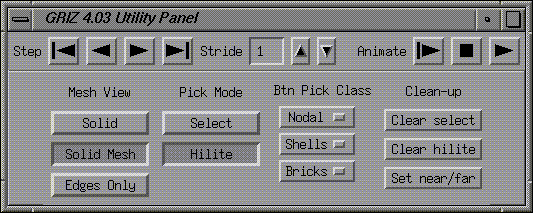 GRIZ 4.03 Utility Panel
Step Stride 1 Animate
Mesh View Pick Mode Btn Pick Class Clean-up
Solid Select Nodal Clear select
Solid Mesh Hilite Shells Clear hilite
Edges Only Bricks Set near/far